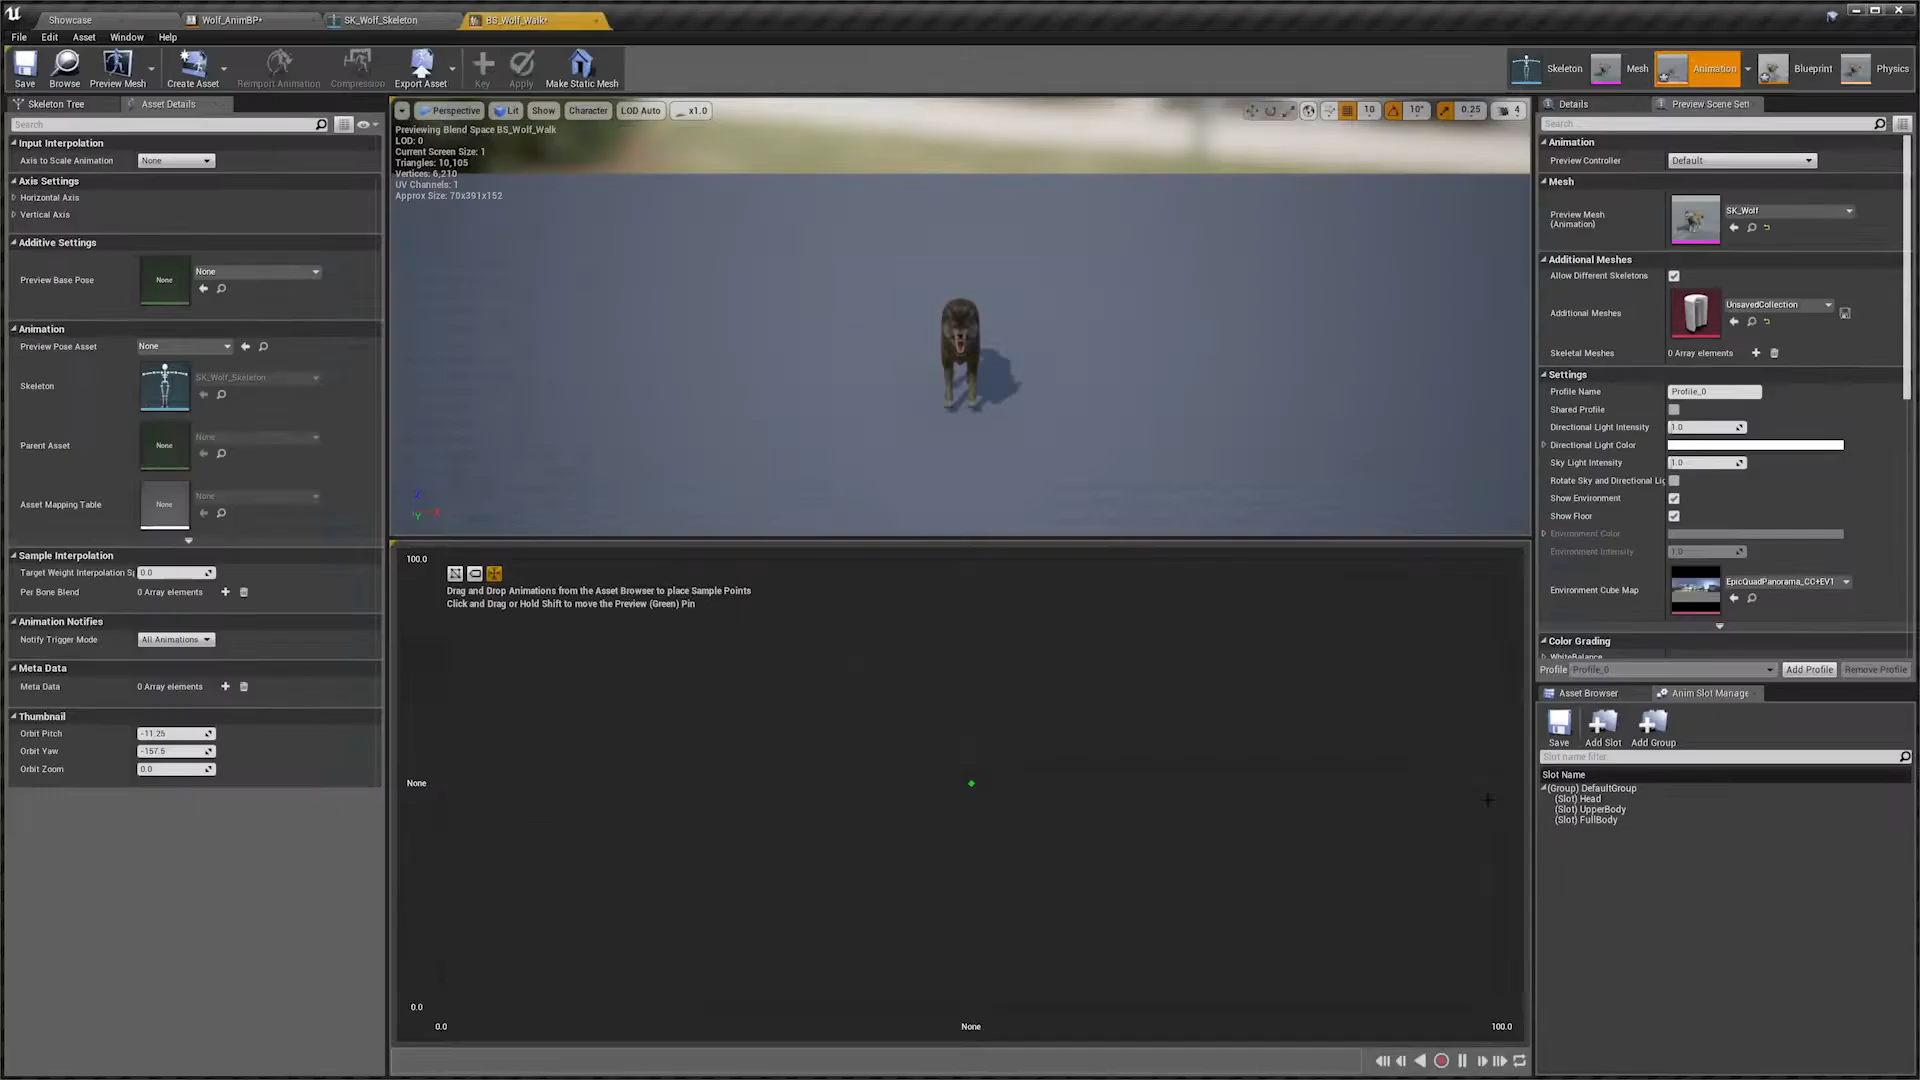 Showcase
Wolf_AnimBP*
SK_Wolf_Skeleton
BS_Wolf_Walk*
File Edit Asset Window Help
Save
Browse
Preview Mesh
Create Asset
Reimport Animation
Compression
Export Asset
Key
Apply
Make Static Mesh
Skeleton
Mesh
Animation
Blueprint
Physics
Skeleton Tree
Asset Details
Search
Input Interpolation
Axis to Scale Animation None
Axis Settings
Horizontal Axis
Vertical Axis
Additive Settings
Preview Base Pose None None
Animation
Preview Pose Asset None
Skeleton SK_Wolf_Skeleton
Parent Asset None None
Asset Mapping Table None None
Sample Interpolation
Target Weight Interpolation Sp 0.0
Per Bone Blend 0 Array elements
Animation Notifies
Notify Trigger Mode All Animations
Meta Data
Meta Data 0 Array elements
Thumbnail
Orbit Pitch -11.25
Orbit Yaw -157.5
Orbit Zoom 0.0
Perspective Lit Show Character LOD Auto x1.0
10 10° 0.25 4
Previewing Blend Space BS_Wolf_Walk
LOD: 0
Current Screen Size: 1
Triangles: 10,105
Vertices: 6,210
UV Channels: 1
Approx Size: 70x391x152
Z
X
Y
100.0
Drag and Drop Animations from the Asset Browser to place Sample Points
Click and Drag or Hold Shift to move the Preview (Green) Pin
None
0.0
0.0 None 100.0
Details
Preview Scene Sett
Search
Animation
Preview Controller Default
Mesh
Preview Mesh
(Animation)
SK_Wolf
Additional Meshes
Allow Different Skeletons
Additional Meshes UnsavedCollection
Skeletal Meshes 0 Array elements
Settings
Profile Name Profile_0
Shared Profile
Directional Light Intensity 1.0
Directional Light Color
Sky Light Intensity 1.0
Rotate Sky and Directional Lig
Show Environment
Show Floor
Environment Color
Environment Intensity 1.0
Environment Cube Map EpicQuadPanorama_CC+EV1
Color Grading
WhiteBalance
Profile Profile_0 Add Profile Remove Profile
Asset Browser
Anim Slot Manage
Save
Add Slot
Add Group
Slot name filter
Slot Name
(Group) DefaultGroup
(Slot) Head
(Slot) UpperBody
(Slot) FullBody